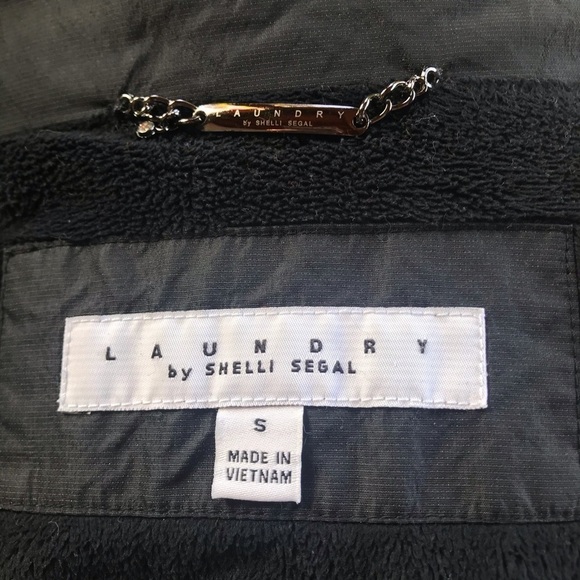 LAUNDRY
by SHELLI SEGAL
LAUNDRY
by SHELLI SEGAL
S
MADE IN
VIETNAM